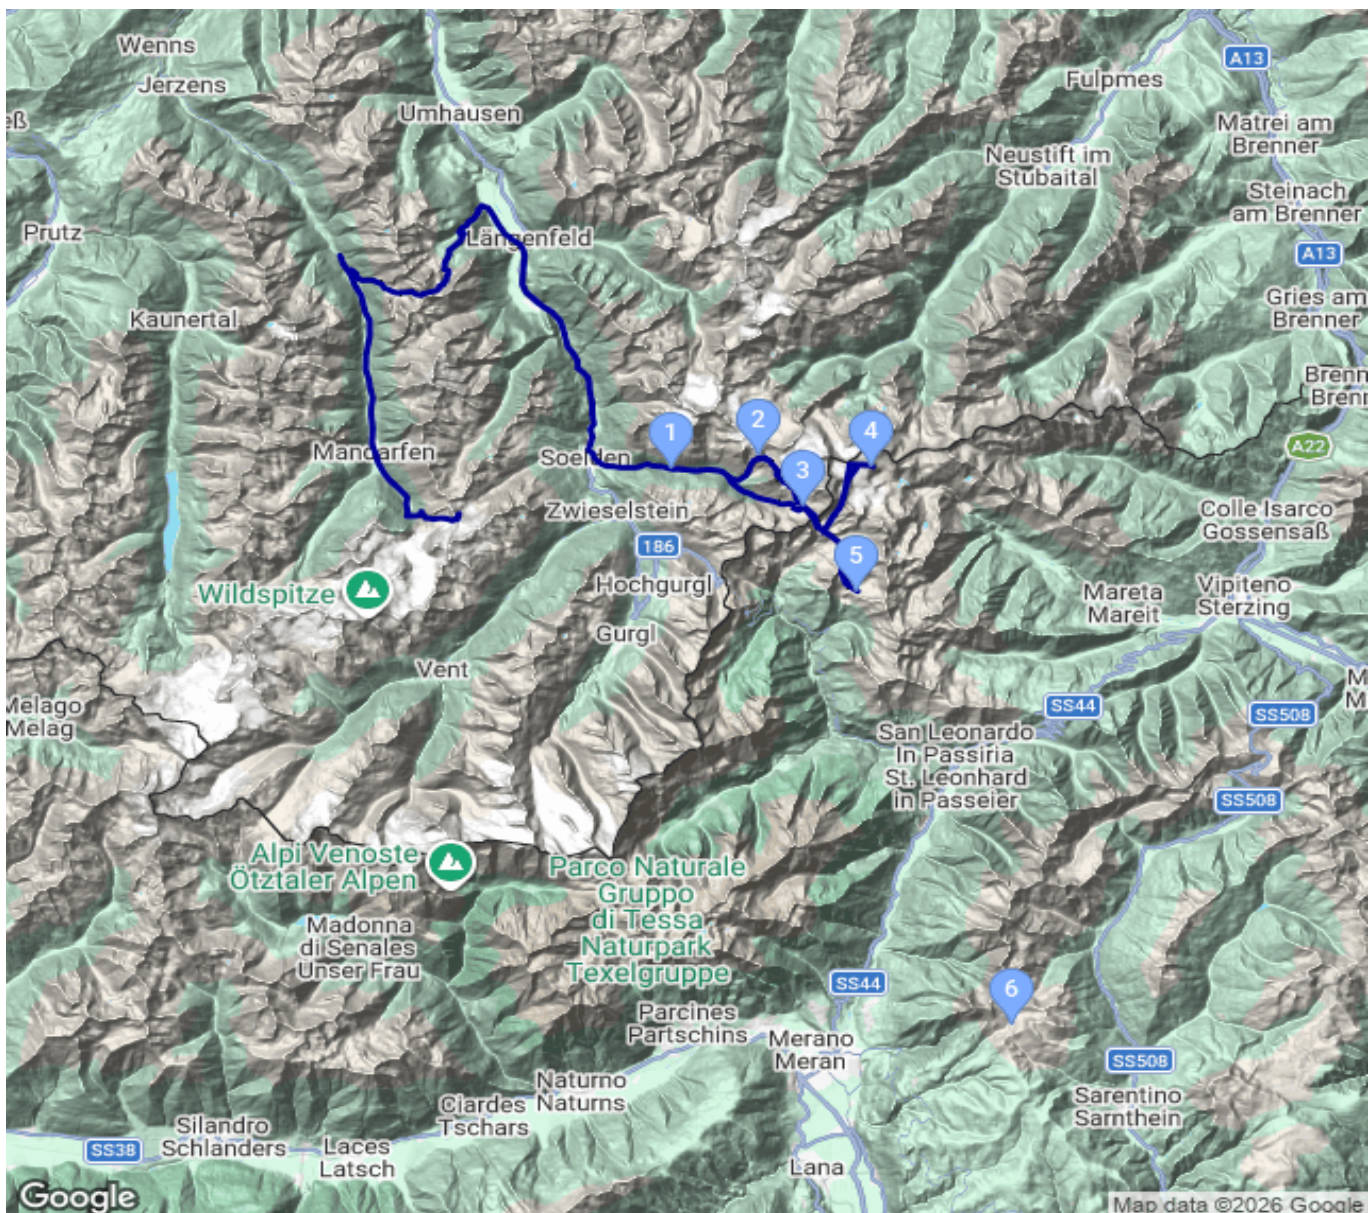 Wenns
Jerzens
eß
Umhausen
A13
Fulpmes
Matrei am
Brenner
Neustift im
Stubaital
Steinach
am Brenner
Prutz
Längenfeld
A13
Gries am
Brenner
Kaunertal
Brenn
Brenn
1
2
4
A22
Mandarfen
Soelden
3
Zwieselstein
Colle Isarco
Gossensaß
186
5
Wildspitze
Hochgurgl
Mareta
Mareit
Vipiteno
Sterzing
Gurgl
Vent
M
M
Melago
Melag
SS44
SS508
San Leonardo
In Passiria
St. Leonhard
in Passeier
SS508
Alpi Venoste
Ötztaler Alpen
Parco Naturale
Gruppo
di Tessa
Naturpark
Texelgruppe
Madonna
di Senales
Unser Frau
SS44
6
Parcines
Partschins
Merano
Meran
SS508
Naturno
Naturns
Ciardes
Tschars
Sarentino
Sarnthein
Silandro
Schlanders
SS38
Laces
Latsch
Lana
Google
Map data ©2026 Google